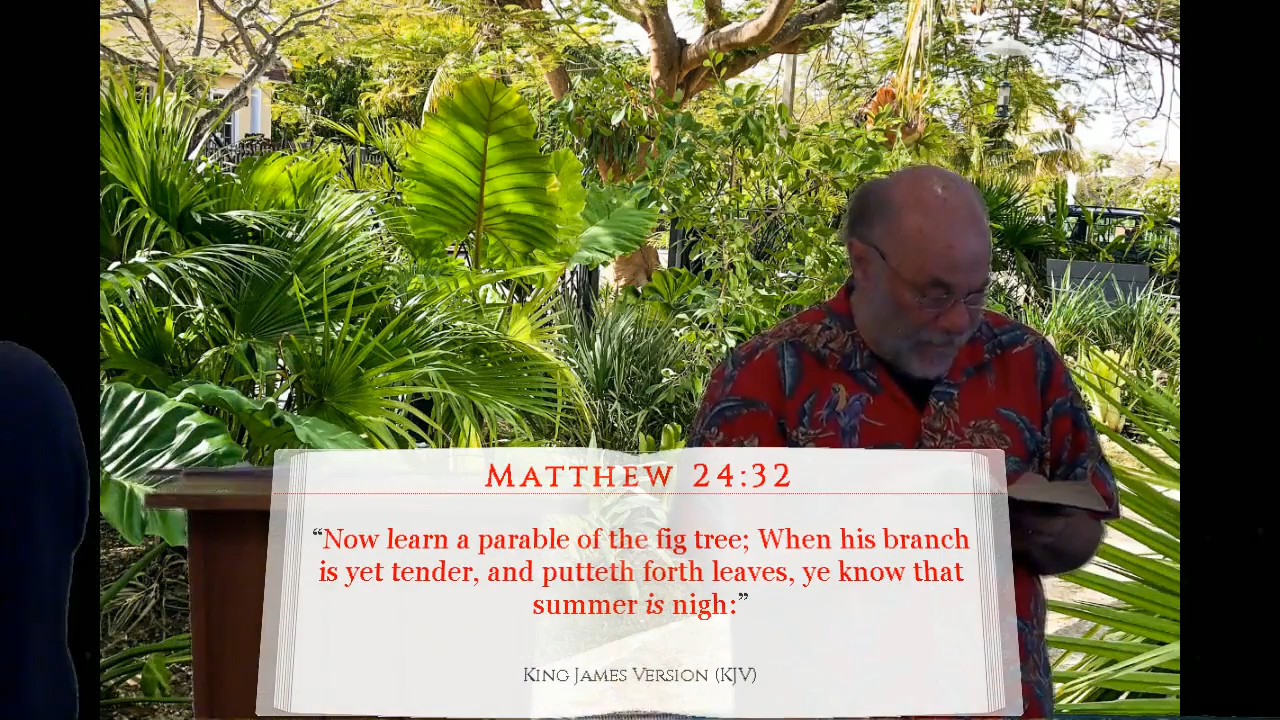 Matthew 24:32
“Now learn a parable of the fig tree; When his branch
is yet tender, and putteth forth leaves, ye know that
summer is nigh:”
King James Version (KJV)